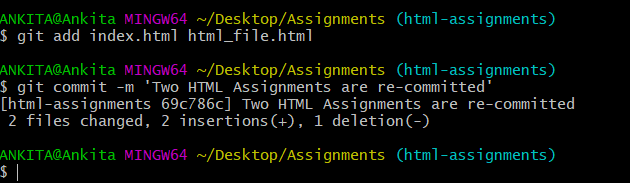 ANKITA@Ankita MINGW64 ~/Desktop/Assignments (html-assignments)
$ git add index.html html_file.html
ANKITA@Ankita MINGW64 ~/Desktop/Assignments (html-assignments)
$ git commit -m 'Two HTML Assignments are re-committed'
[html-assignments 69c786c] Two HTML Assignments are re-committed
 2 files changed, 2 insertions(+), 1 deletion(-)
ANKITA@Ankita MINGW64 ~/Desktop/Assignments (html-assignments)
$